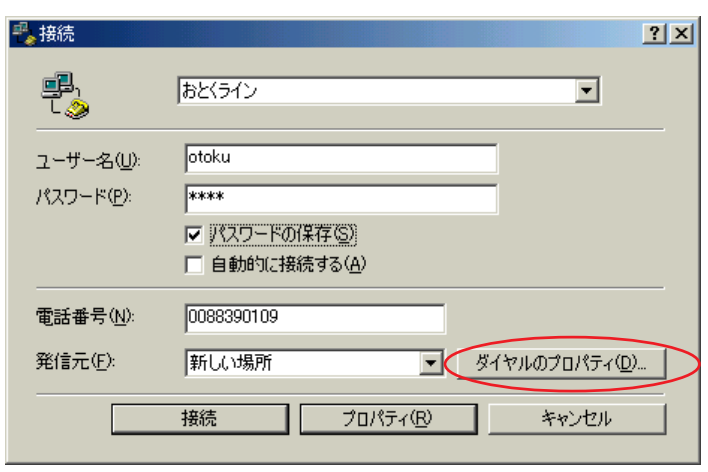 接続
おとくライン
ユーザー名(U):
otoku
パスワード(P):
****
パスワードの保存(S)
自動的に接続する(A)
電話番号(N):
0088390109
発信元(F):
新しい場所
ダイヤルのプロパティ(D)...
接続
プロパティ(R)
キャンセル